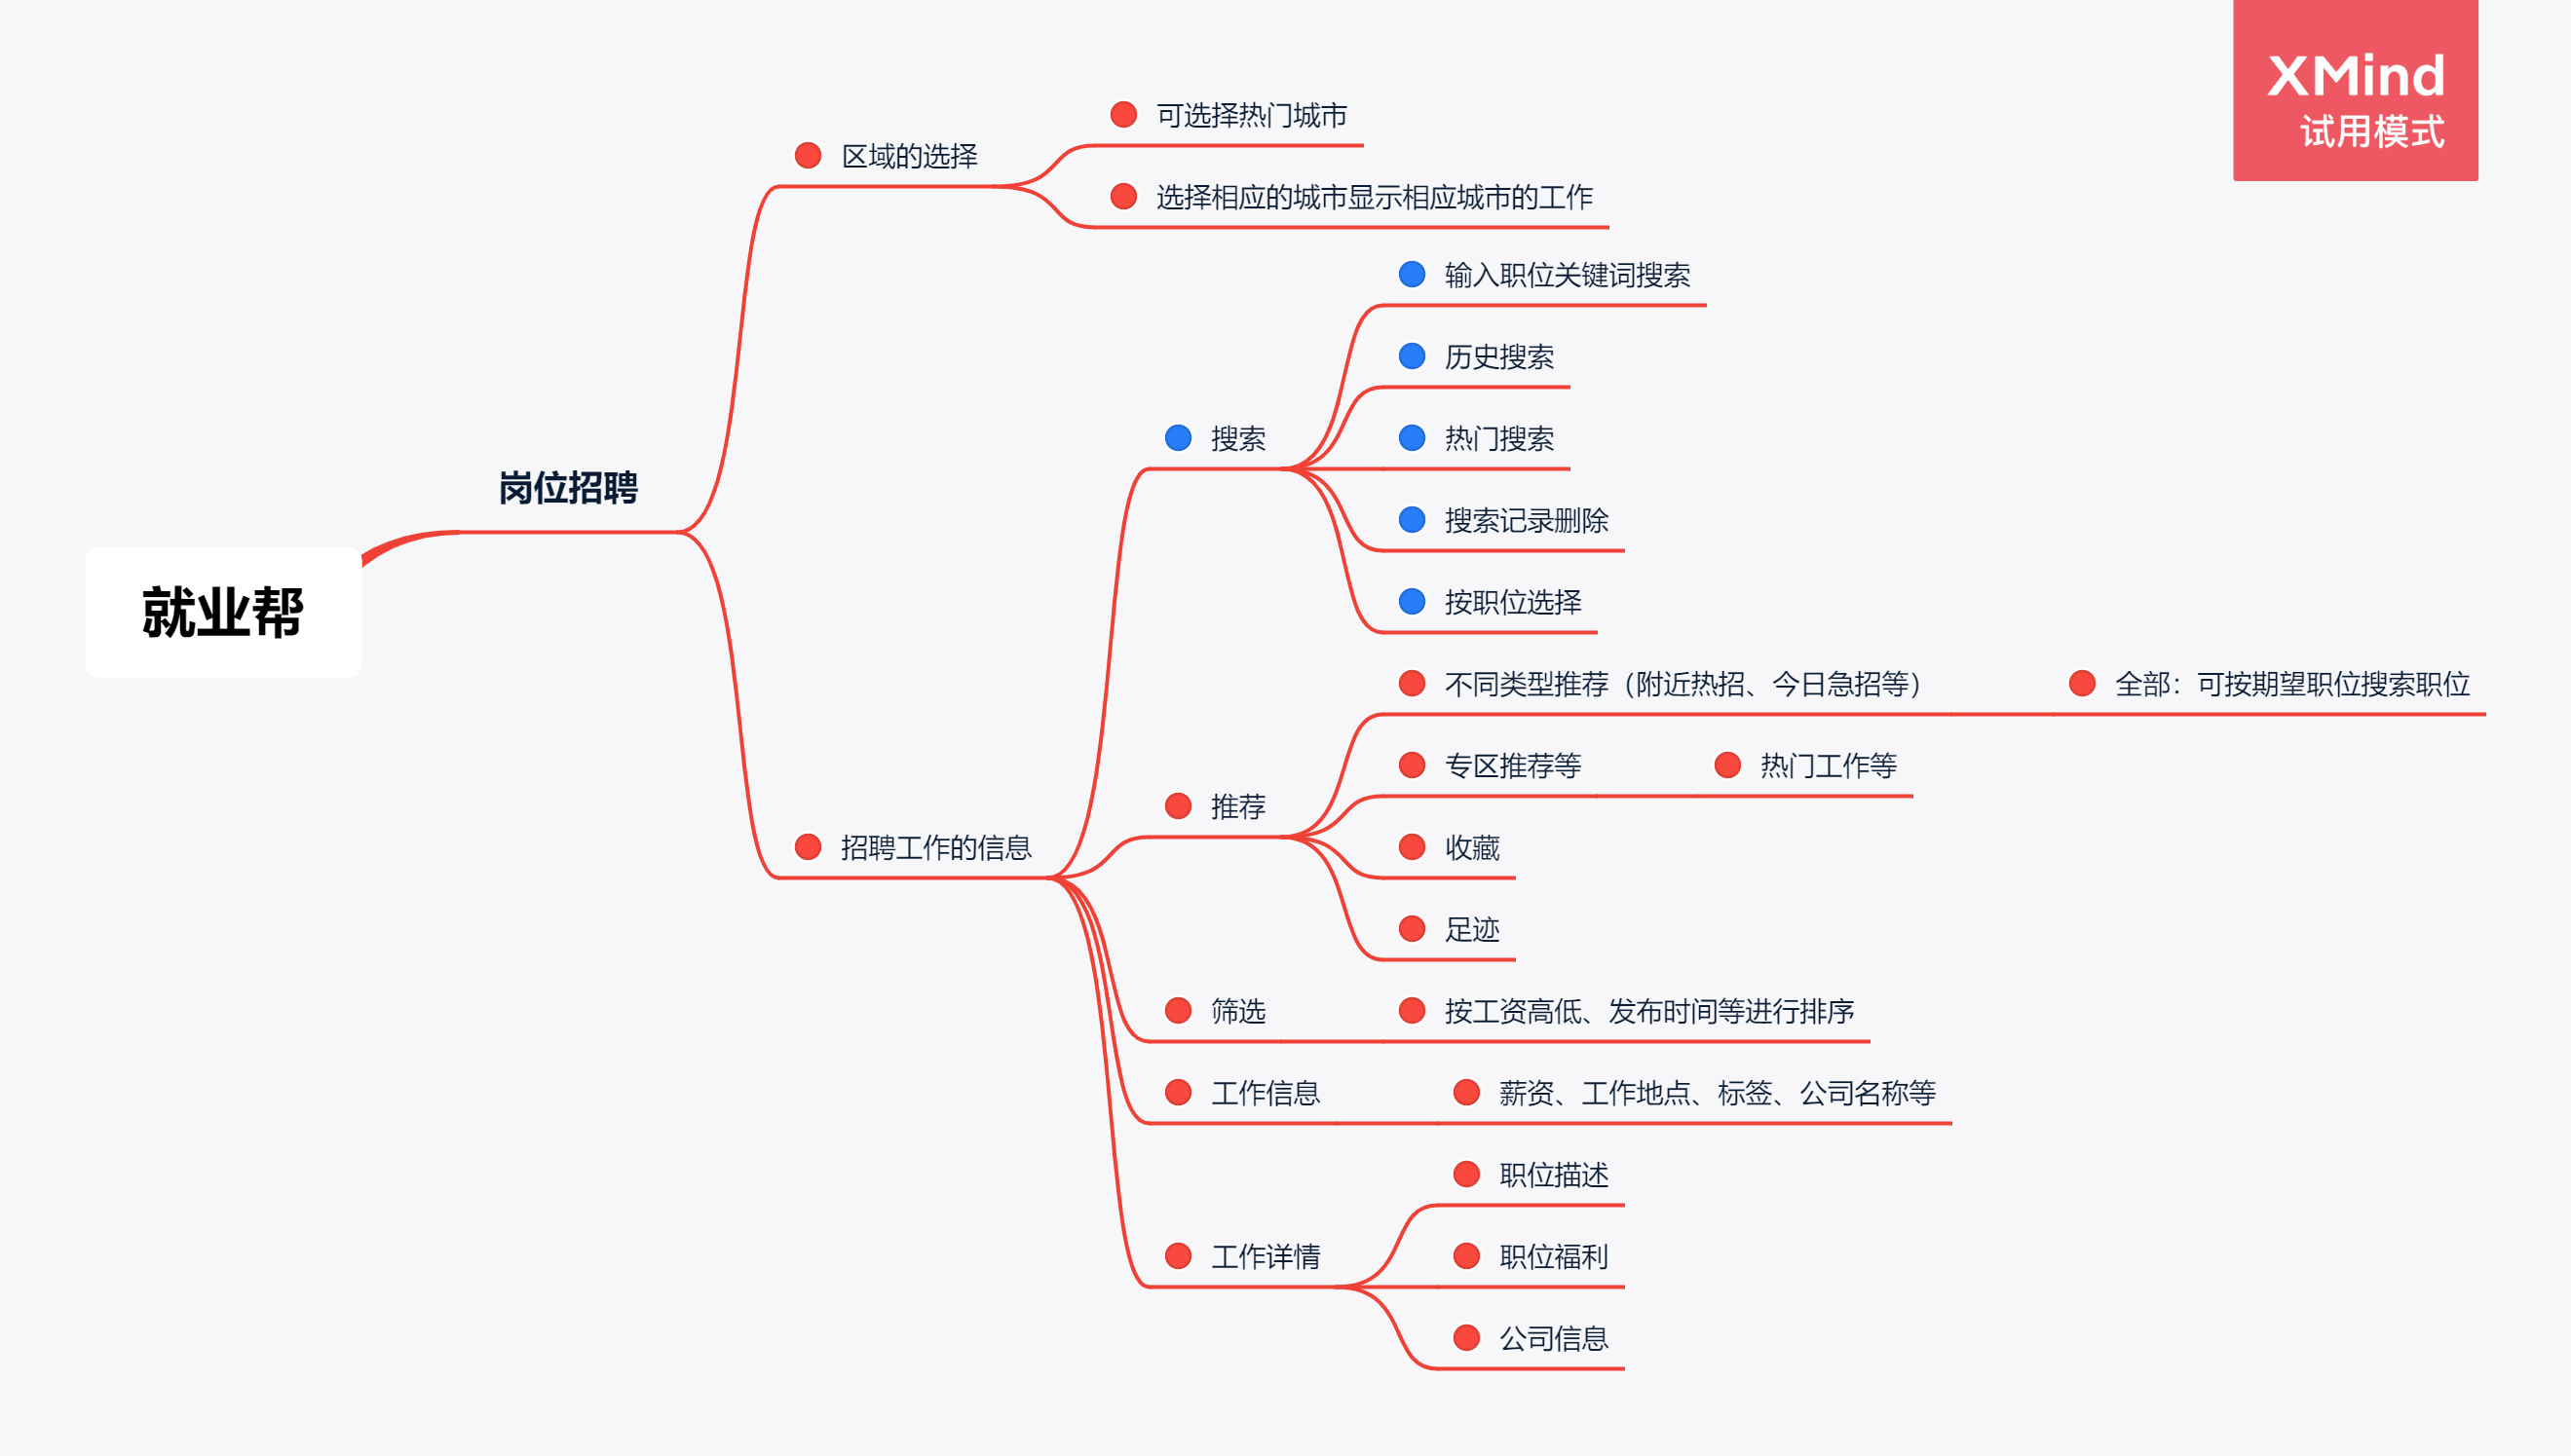 XMind
试用模式
就业帮
岗位招聘
区域的选择
可选择热门城市
选择相应的城市显示相应城市的工作
招聘工作的信息
搜索
输入职位关键词搜索
历史搜索
热门搜索
搜索记录删除
按职位选择
推荐
不同类型推荐（附近热招、今日急招等）
全部：可按期望职位搜索职位
专区推荐等
热门工作等
收藏
足迹
筛选
按工资高低、发布时间等进行排序
工作信息
薪资、工作地点、标签、公司名称等
工作详情
职位描述
职位福利
公司信息